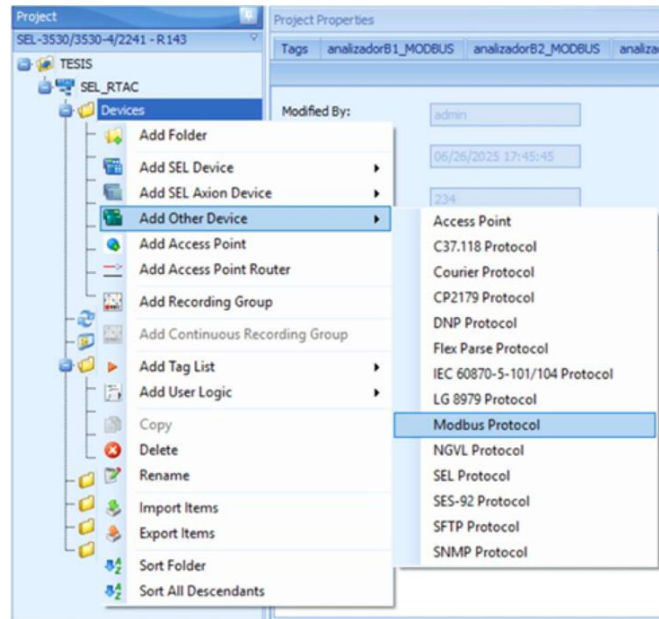 Project
Project Properties
SEL-3530/3530-4/2241 - R143
Tags analizadorB1_MODBUS analizadorB2_MODBUS analiza
TESIS
SEL_RTAC
Devices
Modified By:
admin
06/26/2025 17:45:45
234
Add Folder
Add SEL Device
Add SEL Axion Device
Add Other Device
Add Access Point
Add Access Point Router
Add Recording Group
Add Continuous Recording Group
Add Tag List
Add User Logic
Copy
Delete
Rename
Import Items
Export Items
Sort Folder
Sort All Descendants
Access Point
C37.118 Protocol
Courier Protocol
CP2179 Protocol
DNP Protocol
Flex Parse Protocol
IEC 60870-5-101/104 Protocol
LG 8979 Protocol
Modbus Protocol
NGVL Protocol
SEL Protocol
SES-92 Protocol
SFTP Protocol
SNMP Protocol